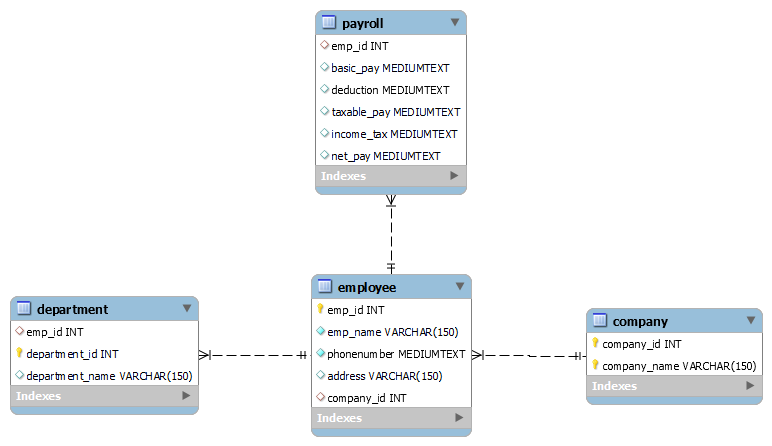 payroll
emp_id INT
basic_pay MEDIUMTEXT
deduction MEDIUMTEXT
taxable_pay MEDIUMTEXT
income_tax MEDIUMTEXT
net_pay MEDIUMTEXT
Indexes
department
emp_id INT
department_id INT
department_name VARCHAR(150)
Indexes
employee
emp_id INT
emp_name VARCHAR(150)
phonenumber MEDIUMTEXT
address VARCHAR(150)
company_id INT
Indexes
company
company_id INT
company_name VARCHAR(150)
Indexes